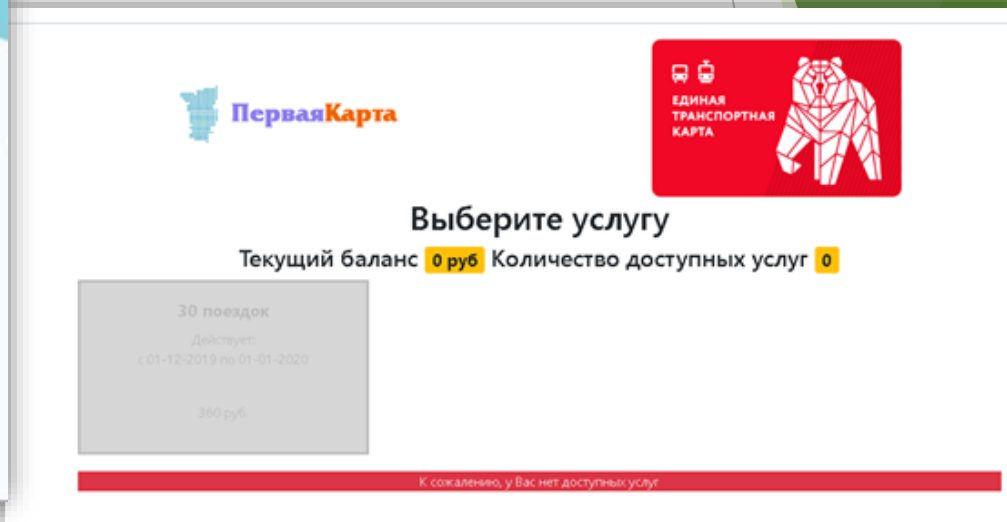 ПерваяКарта
ЕДИНАЯ
ТРАНСПОРТНАЯ
КАРТА
Выберите услугу
Текущий баланс 0 руб Количество доступных услуг 0
30 поездок
Действует:
с 01-12-2019 по 01-01-2020
360 руб.
К сожалению, у Вас нет доступных услуг